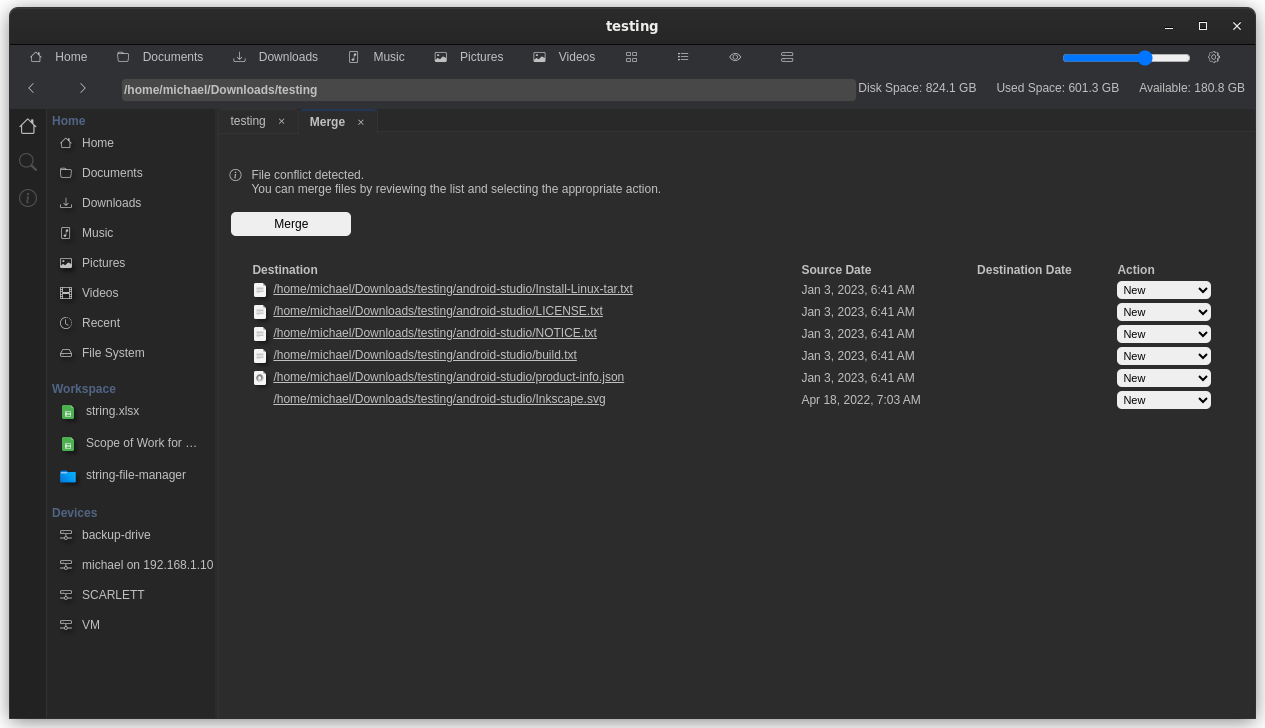 testing
Home Documents Downloads Music Pictures Videos
/home/michael/Downloads/testing Disk Space: 824.1 GB Used Space: 601.3 GB Available: 180.8 GB
Home
Home
Documents
Downloads
Music
Pictures
Videos
Recent
File System
Workspace
string.xlsx
Scope of Work for …
string-file-manager
Devices
backup-drive
michael on 192.168.1.10
SCARLETT
VM
testing × Merge ×
File conflict detected.
You can merge files by reviewing the list and selecting the appropriate action.
Merge
Destination Source Date Destination Date Action
/home/michael/Downloads/testing/android-studio/Install-Linux-tar.txt Jan 3, 2023, 6:41 AM New
/home/michael/Downloads/testing/android-studio/LICENSE.txt Jan 3, 2023, 6:41 AM New
/home/michael/Downloads/testing/android-studio/NOTICE.txt Jan 3, 2023, 6:41 AM New
/home/michael/Downloads/testing/android-studio/build.txt Jan 3, 2023, 6:41 AM New
/home/michael/Downloads/testing/android-studio/product-info.json Jan 3, 2023, 6:41 AM New
/home/michael/Downloads/testing/android-studio/Inkscape.svg Apr 18, 2022, 7:03 AM New